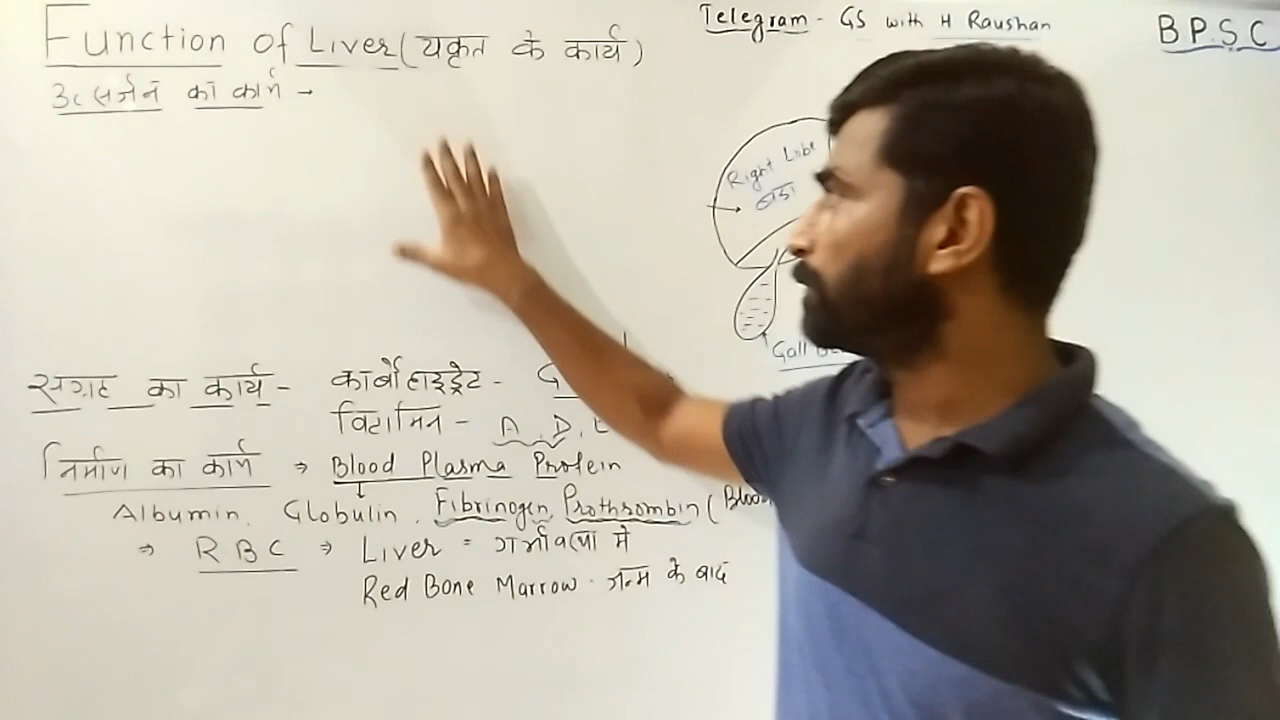 Telegram - GS with H Raushan
BPSC
Function of Liver (यकृत के कार्य)
उत्सर्जन का कार्य →
Right Lobe
बड़ा
Gall
संग्रह का कार्य - कार्बोहाइड्रेट - G
विटामिन - A, D,
निर्माण का कार्य ⇒ Blood Plasma Protein
Albumin, Globulin, Fibrinogen, Prothrombin (Blood
⇒ RBC ⇒ Liver = गर्भावस्था में
Red Bone Marrow - जन्म के बाद